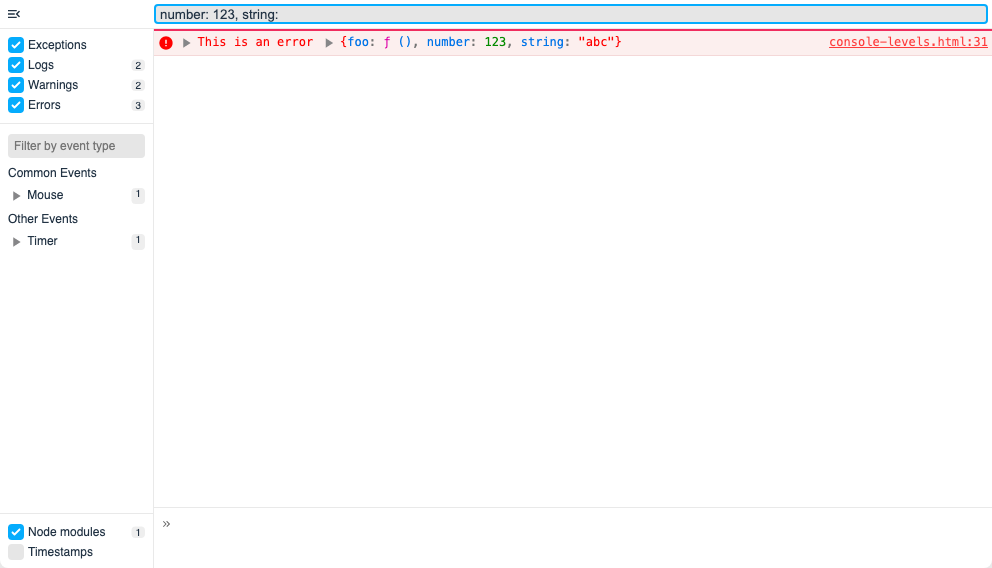 number: 123, string:
Exceptions
Logs 2
Warnings 2
Errors 3
Filter by event type
Common Events
Mouse 1
Other Events
Timer 1
Node modules 1
Timestamps
This is an error {foo: ƒ (), number: 123, string: "abc"} console-levels.html:31
»